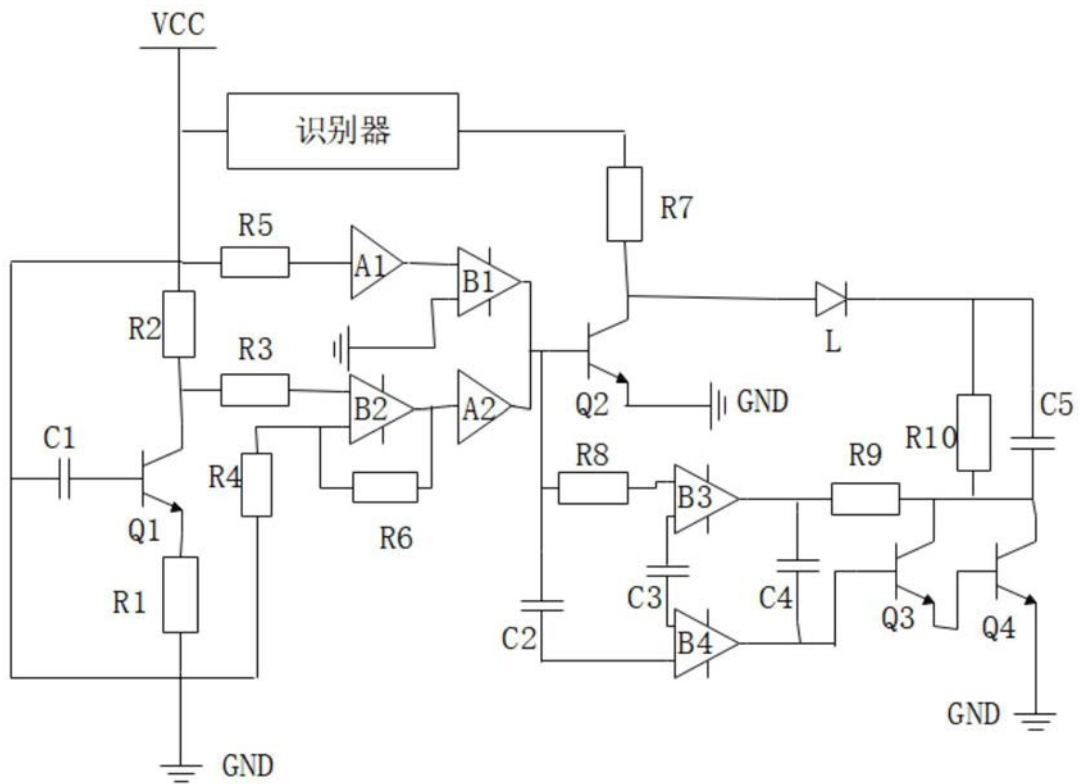 VCC
识别器
R7
R5
A1
B1
R2
R3
L
B2
A2
Q2
GND
C5
R10
C1
R4
R8
R9
B3
Q1
R6
R1
C3
C4
C2
B4
Q3
Q4
GND
GND